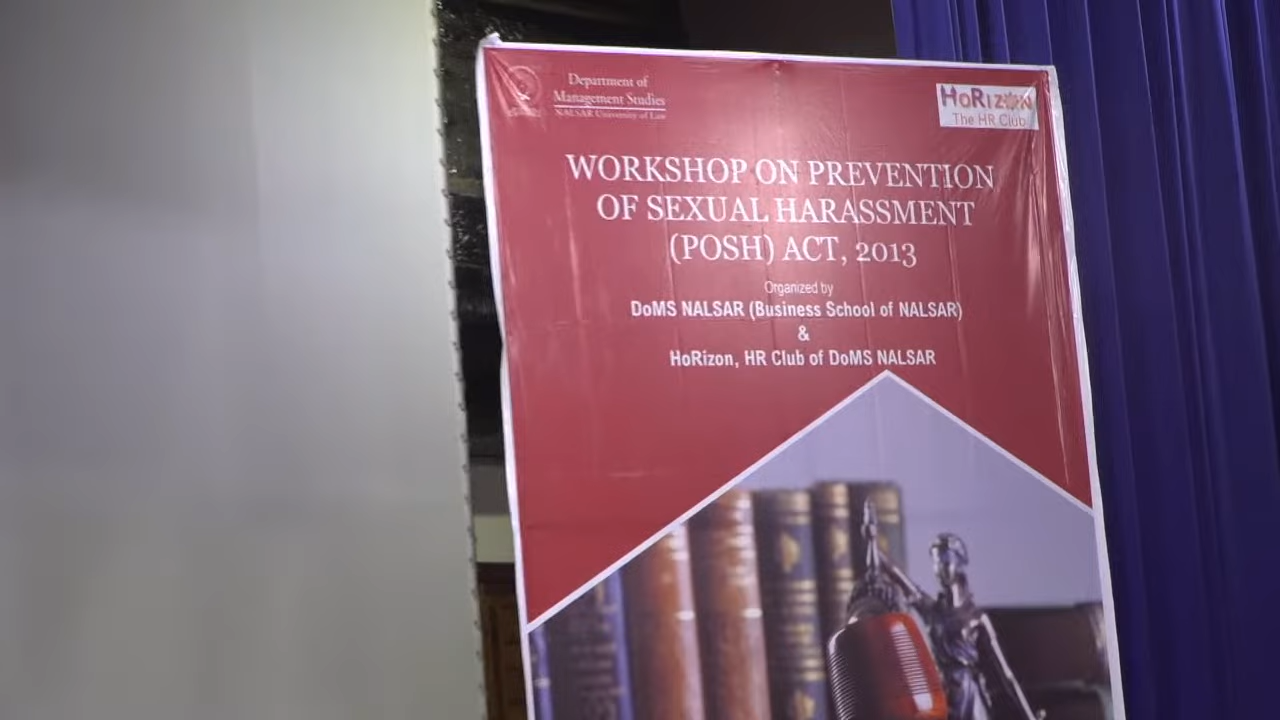 Department of
Management Studies
NALSAR University of Law
HoRizon
The HR Club
WORKSHOP ON PREVENTION
OF SEXUAL HARASSMENT
(POSH) ACT, 2013
Organized by
DoMS NALSAR (Business School of NALSAR)
&
HoRizon, HR Club of DoMS NALSAR